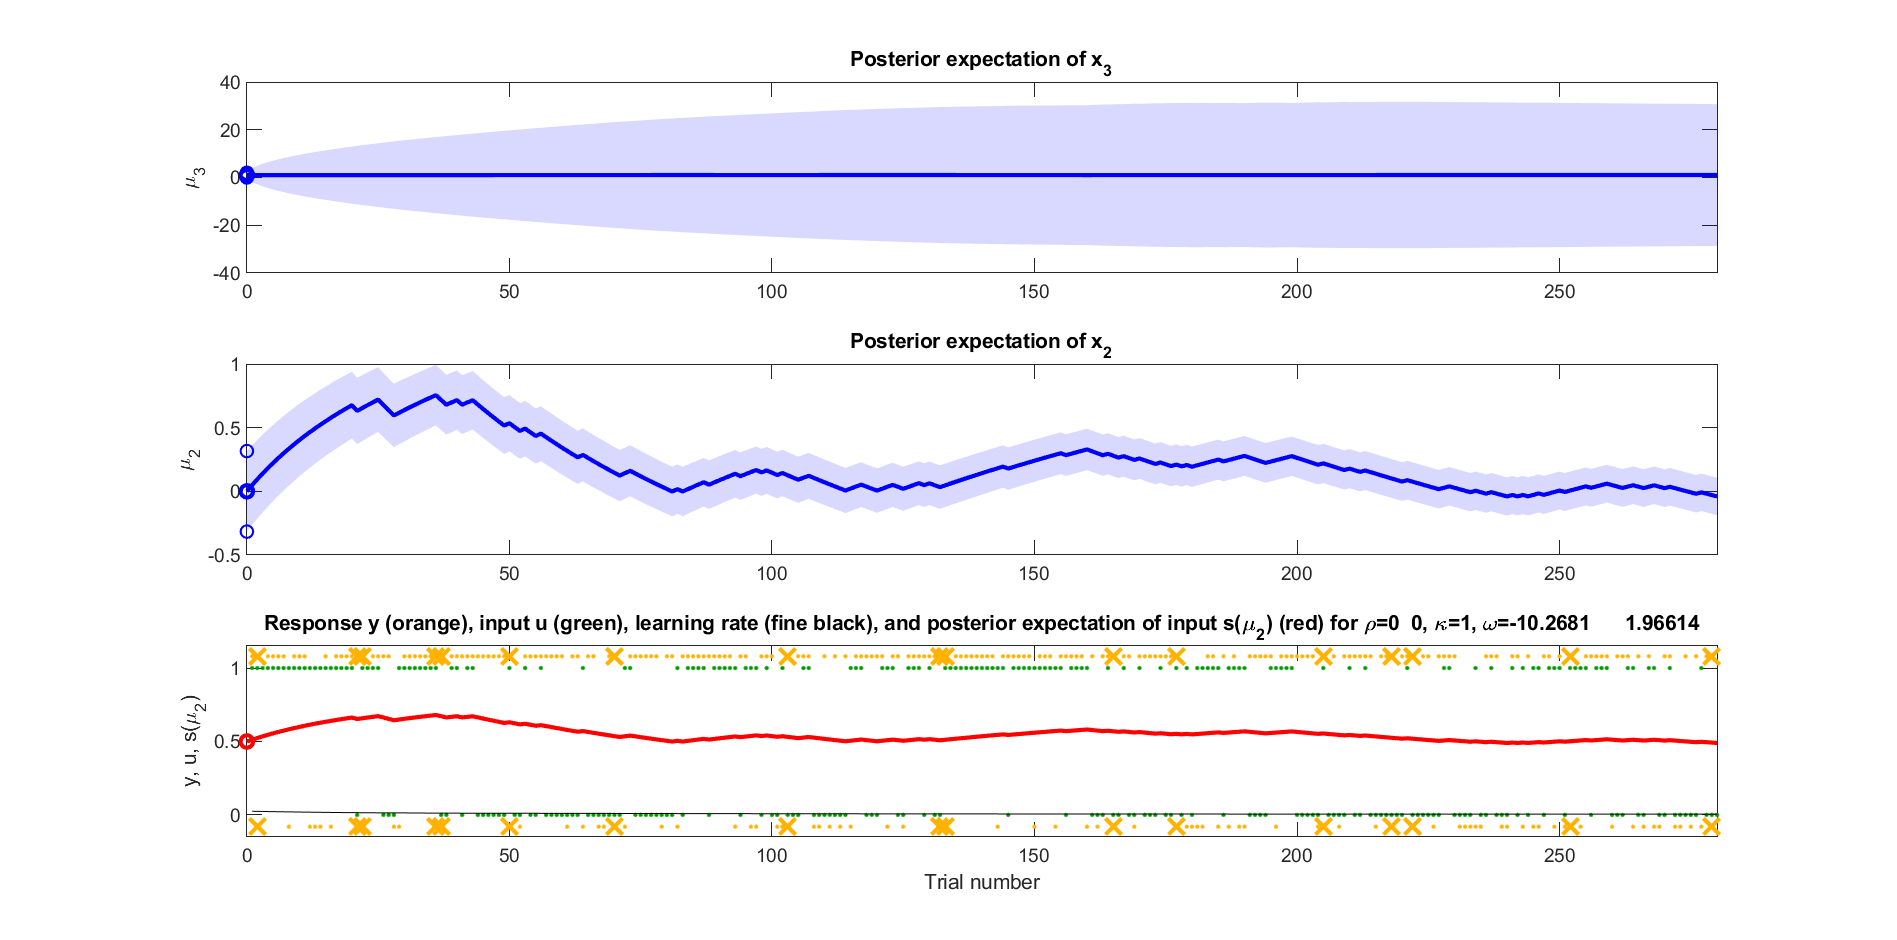 Posterior expectation of x3
40
20
0
-20
-40
μ3
0 50 100 150 200 250
Posterior expectation of x2
1
0.5
0
-0.5
μ2
0 50 100 150 200 250
Response y (orange), input u (green), learning rate (fine black), and posterior expectation of input s(μ2) (red) for ρ=0 0, κ=1, ω=-10.2681 1.96614
1
0.5
0
y, u, s(μ2)
0 50 100 150 200 250
Trial number